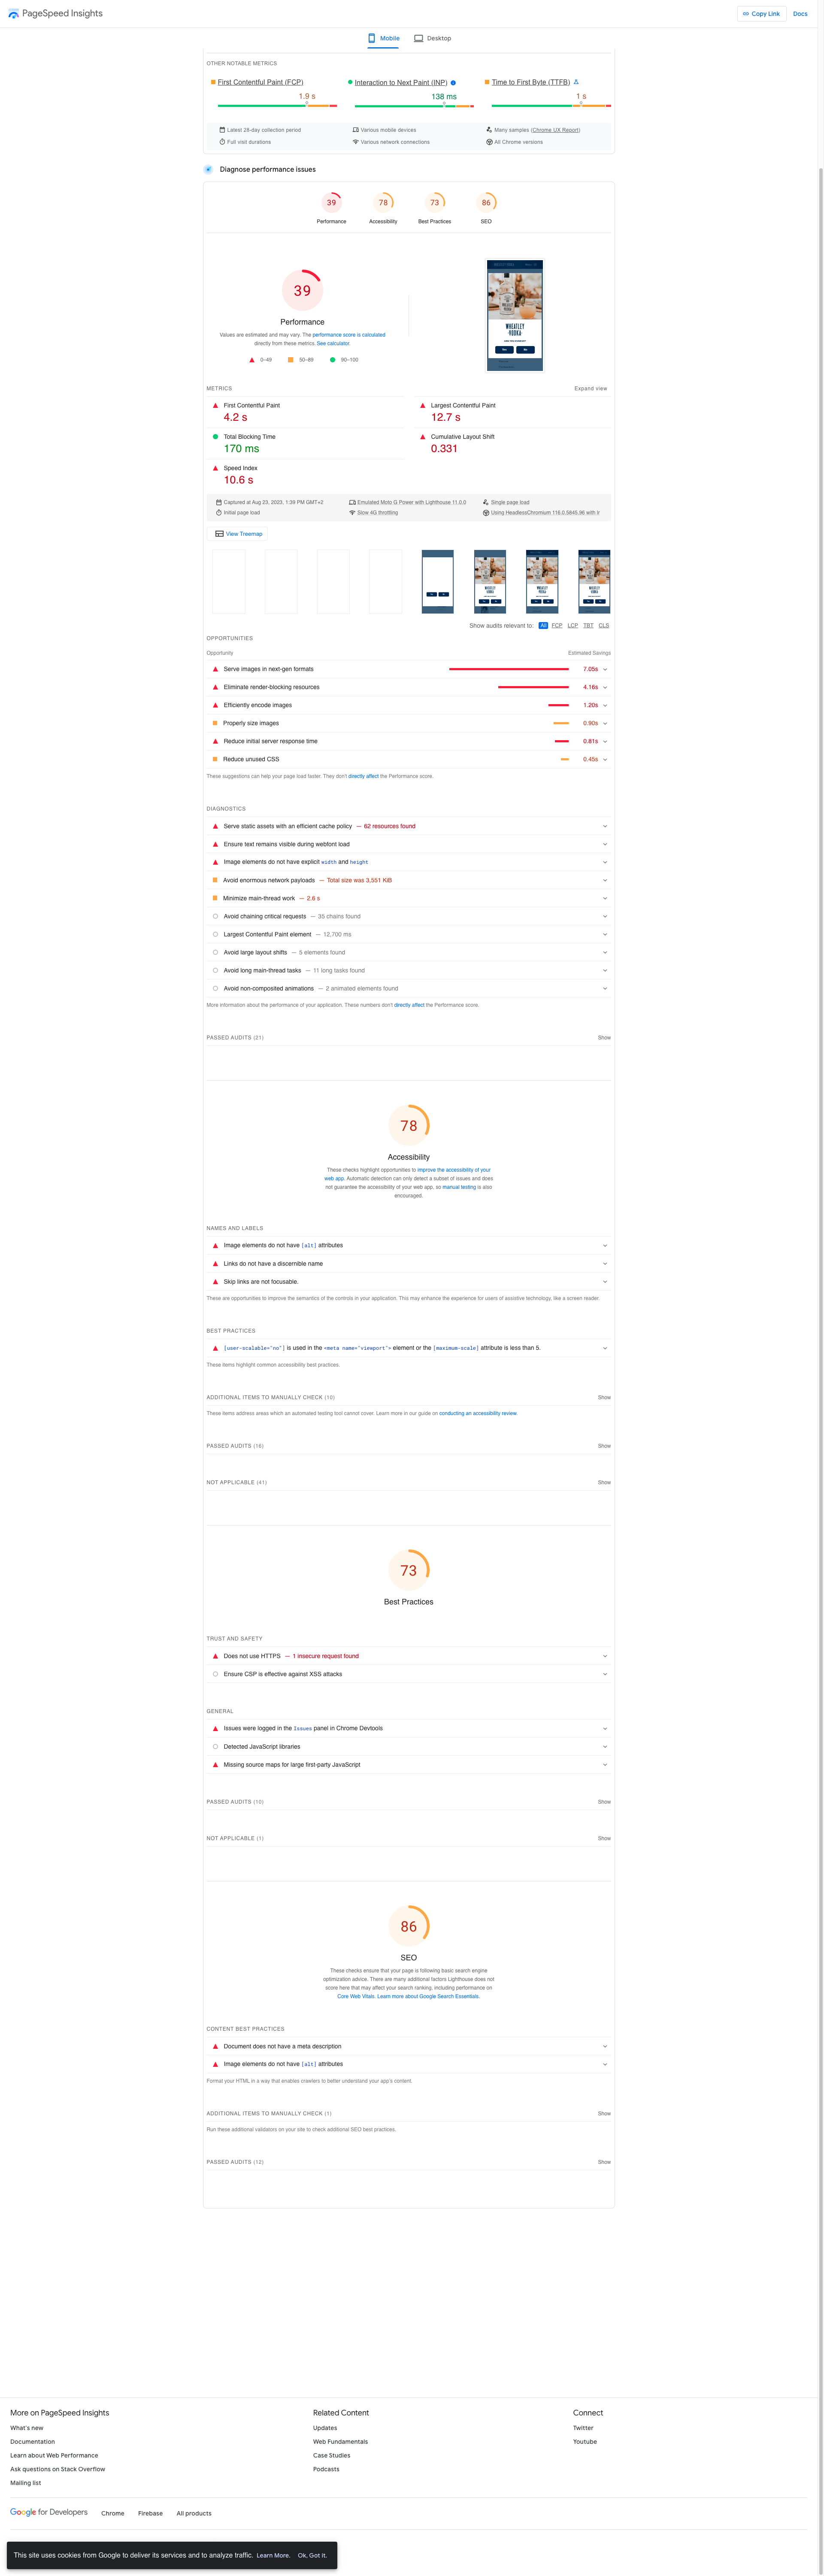 PageSpeed Insights
Copy Link
Docs
Mobile
Desktop
OTHER NOTABLE METRICS
First Contentful Paint (FCP)
1.9 s
Interaction to Next Paint (INP)
138 ms
Time to First Byte (TTFB)
1 s
Latest 28-day collection period
Various mobile devices
Many samples (Chrome UX Report)
Full visit durations
Various network connections
All Chrome versions
Diagnose performance issues
39
Performance
78
Accessibility
73
Best Practices
86
SEO
39
Performance
Values are estimated and may vary. The performance score is calculated
directly from these metrics. See calculator.
0–49
50–89
90–100
WHEATLEY
VODKA
METRICS
Expand view
First Contentful Paint
4.2 s
Largest Contentful Paint
12.7 s
Total Blocking Time
170 ms
Cumulative Layout Shift
0.331
Speed Index
10.6 s
Captured at Aug 23, 2023, 1:39 PM GMT+2
Emulated Moto G Power with Lighthouse 11.0.0
Single page load
Initial page load
Slow 4G throttling
Using HeadlessChromium 116.0.5845.96 with lr
View Treemap
Show audits relevant to:
All
FCP
LCP
TBT
CLS
OPPORTUNITIES
Opportunity
Estimated Savings
Serve images in next-gen formats
7.05s
Eliminate render-blocking resources
4.16s
Efficiently encode images
1.20s
Properly size images
0.90s
Reduce initial server response time
0.81s
Reduce unused CSS
0.45s
These suggestions can help your page load faster. They don't directly affect the Performance score.
DIAGNOSTICS
Serve static assets with an efficient cache policy — 62 resources found
Ensure text remains visible during webfont load
Image elements do not have explicit width and height
Avoid enormous network payloads — Total size was 3,551 KiB
Minimize main-thread work — 2.6 s
Avoid chaining critical requests — 35 chains found
Largest Contentful Paint element — 12,700 ms
Avoid large layout shifts — 5 elements found
Avoid long main-thread tasks — 11 long tasks found
Avoid non-composited animations — 2 animated elements found
More information about the performance of your application. These numbers don't directly affect the Performance score.
PASSED AUDITS (21)
Show
78
Accessibility
These checks highlight opportunities to improve the accessibility of your
web app. Automatic detection can only detect a subset of issues and does
not guarantee the accessibility of your web app, so manual testing is also
encouraged.
NAMES AND LABELS
Image elements do not have [alt] attributes
Links do not have a discernible name
Skip links are not focusable.
These are opportunities to improve the semantics of the controls in your application. This may enhance the experience for users of assistive technology, like a screen reader.
BEST PRACTICES
[user-scalable="no"] is used in the <meta name="viewport"> element or the [maximum-scale] attribute is less than 5.
These items highlight common accessibility best practices.
ADDITIONAL ITEMS TO MANUALLY CHECK (10)
Show
These items address areas which an automated testing tool cannot cover. Learn more in our guide on conducting an accessibility review.
PASSED AUDITS (16)
Show
NOT APPLICABLE (41)
Show
73
Best Practices
TRUST AND SAFETY
Does not use HTTPS — 1 insecure request found
Ensure CSP is effective against XSS attacks
GENERAL
Issues were logged in the Issues panel in Chrome Devtools
Detected JavaScript libraries
Missing source maps for large first-party JavaScript
PASSED AUDITS (10)
Show
NOT APPLICABLE (1)
Show
86
SEO
These checks ensure that your page is following basic search engine
optimization advice. There are many additional factors Lighthouse does not
score here that may affect your search ranking, including performance on
Core Web Vitals. Learn more about Google Search Essentials.
CONTENT BEST PRACTICES
Document does not have a meta description
Image elements do not have [alt] attributes
Format your HTML in a way that enables crawlers to better understand your app's content.
ADDITIONAL ITEMS TO MANUALLY CHECK (1)
Show
Run these additional validators on your site to check additional SEO best practices.
PASSED AUDITS (12)
Show
More on PageSpeed Insights
What's new
Documentation
Learn about Web Performance
Ask questions on Stack Overflow
Mailing list
Related Content
Updates
Web Fundamentals
Case Studies
Podcasts
Connect
Twitter
Youtube
Google for Developers
Chrome
Firebase
All products
This site uses cookies from Google to deliver its services and to analyze traffic.
Learn More.
Ok, Got it.